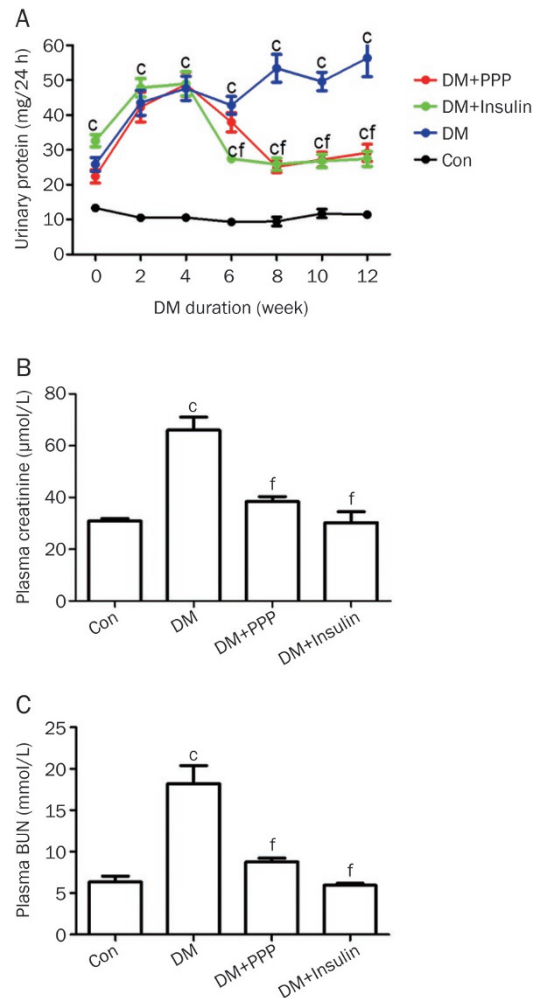 A
Urinary protein (mg/24 h)
60
50
40
30
20
10
0
c
c
c
c
cf
c
cf
c
cf
c
cf
0 2 4 6 8 10 12
DM duration (week)
DM+PPP
DM+Insulin
DM
Con
B
Plasma creatinine (μmol/L)
80
60
40
20
0
c
f
f
Con DM DM+PPP DM+Insulin
C
Plasma BUN (mmol/L)
25
20
15
10
5
0
c
f
f
Con DM DM+PPP DM+Insulin